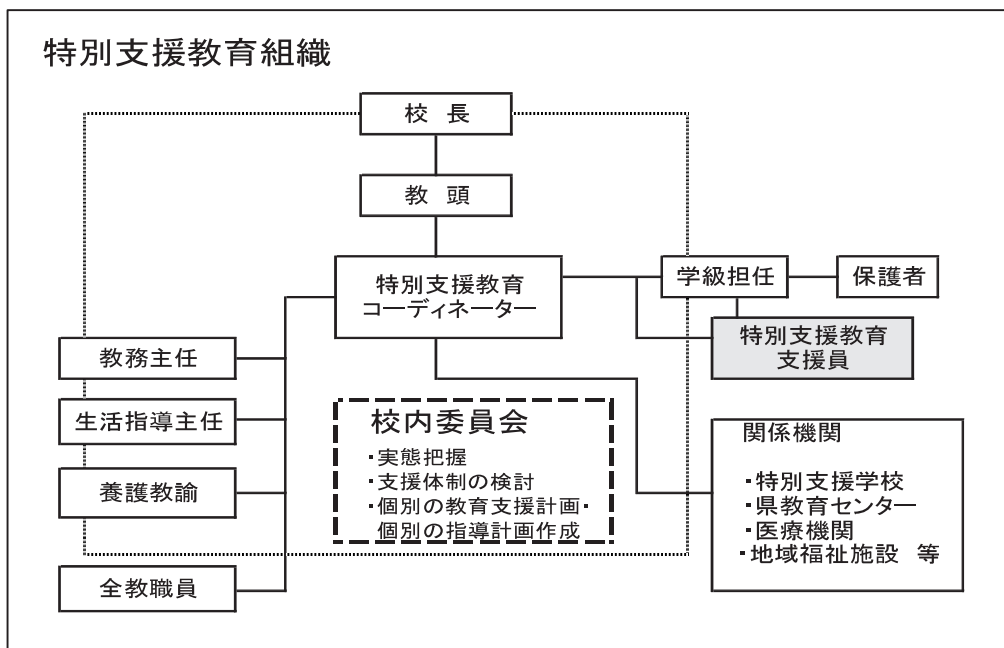 特別支援教育組織
校　長
教　頭
特別支援教育
コーディネーター
学級担任
保護者
特別支援教育
支援員
教務主任
生活指導主任
養護教諭
全教職員
校内委員会
・実態把握
・支援体制の検討
・個別の教育支援計画・
個別の指導計画作成
関係機関
・特別支援学校
・県教育センター
・医療機関
・地域福祉施設　等